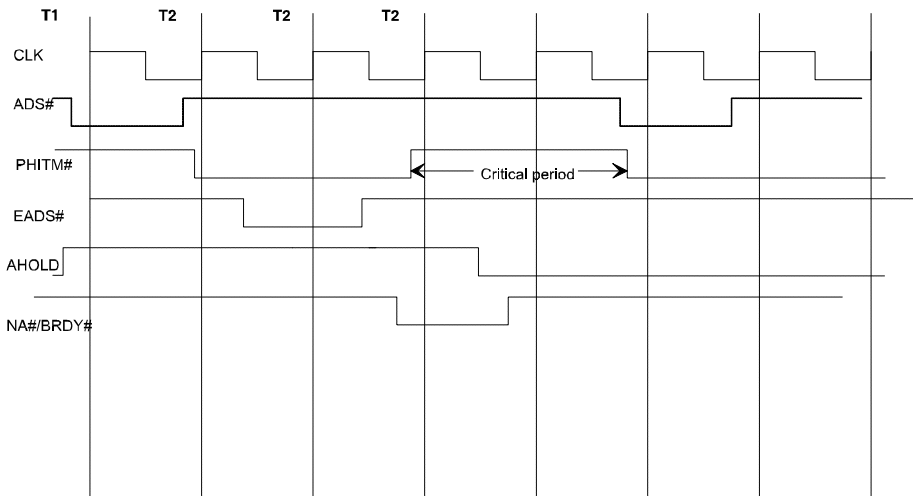 T1 T2 T2 T2
CLK
ADS#
PHITM#
Critical period
EADS#
AHOLD
NA#/BRDY#